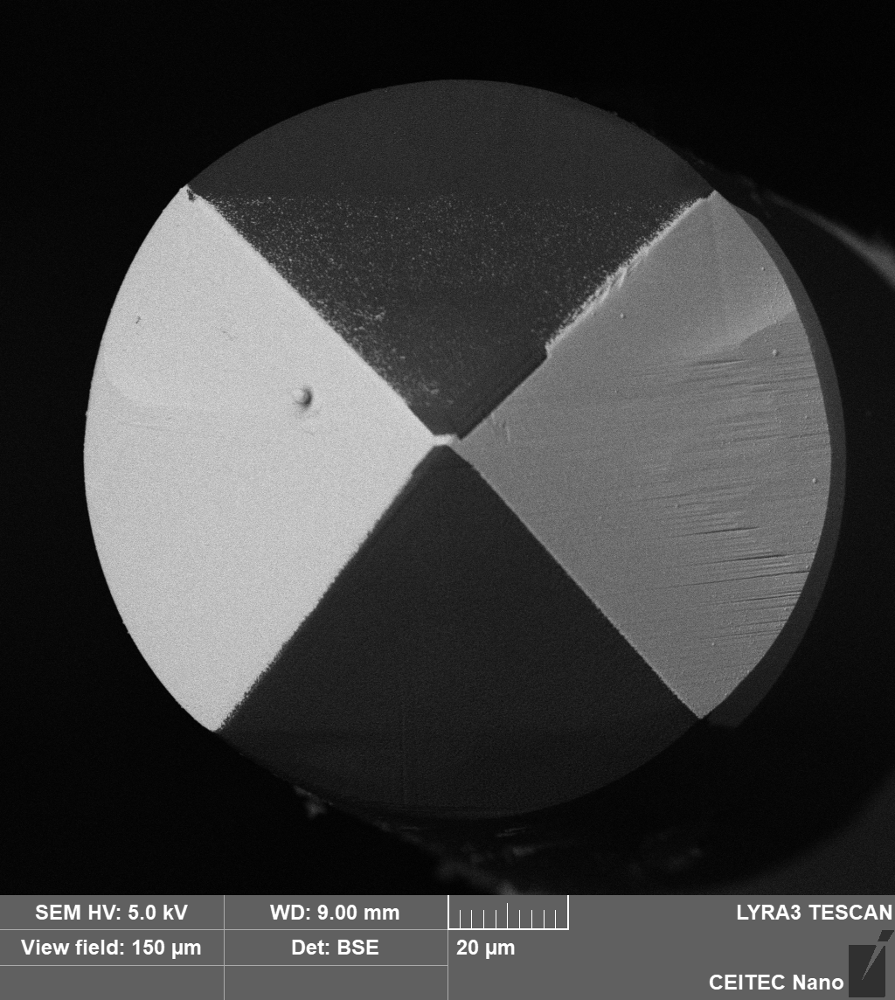 SEM HV: 5.0 kV
WD: 9.00 mm
LYRA3 TESCAN
View field: 150 µm
Det: BSE
20 µm
CEITEC Nano